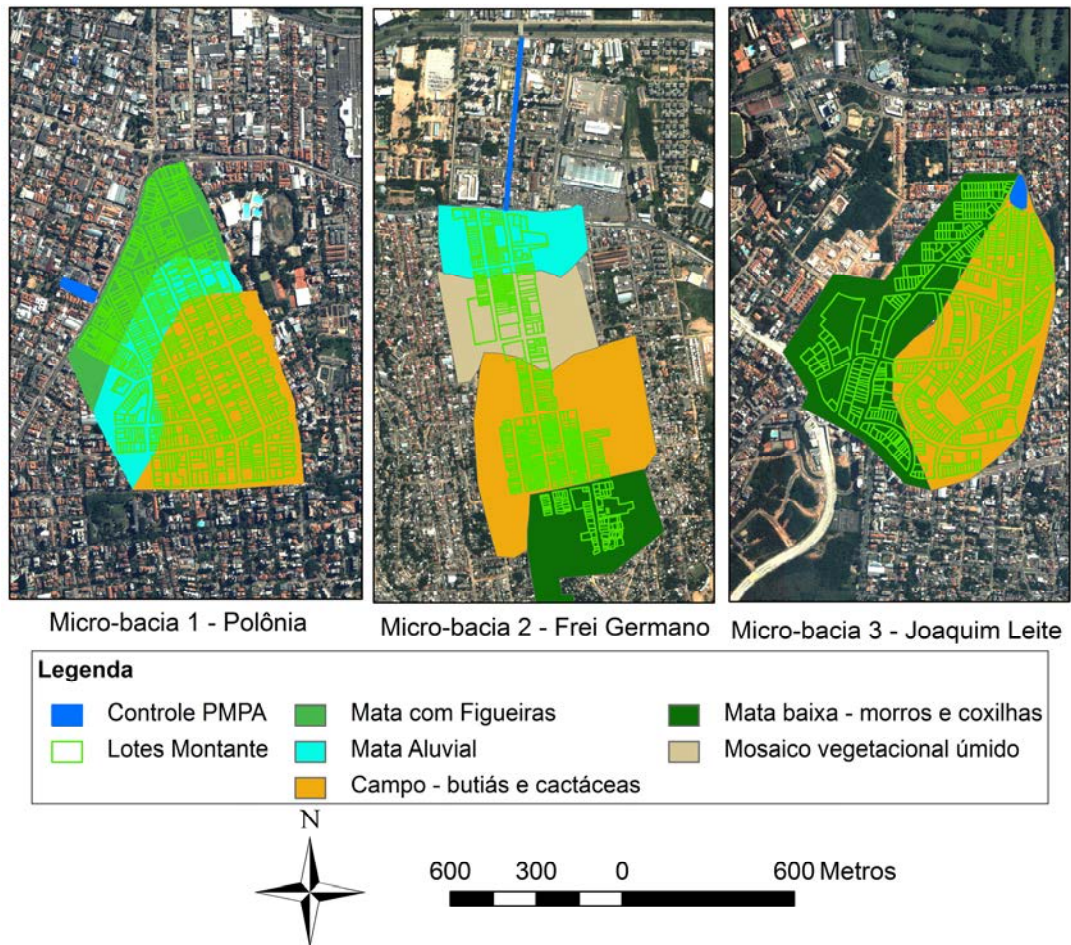 Micro-bacia 1 - Polônia
Micro-bacia 2 - Frei Germano
Micro-bacia 3 - Joaquim Leite
Legenda
Controle PMPA
Mata com Figueiras
Mata baixa - morros e coxilhas
Lotes Montante
Mata Aluvial
Mosaico vegetacional úmido
Campo - butiás e cactáceas
N
600 300 0 600 Metros